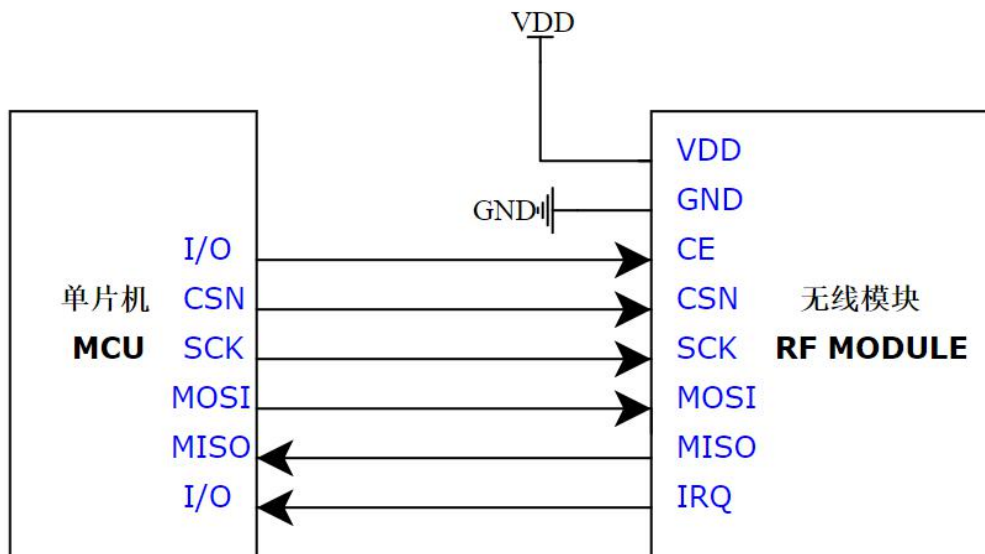 VDD
VDD
GND
GND
I/O
CE
单片机
CSN
CSN
无线模块
MCU
SCK
SCK
RF MODULE
MOSI
MOSI
MISO
MISO
I/O
IRQ